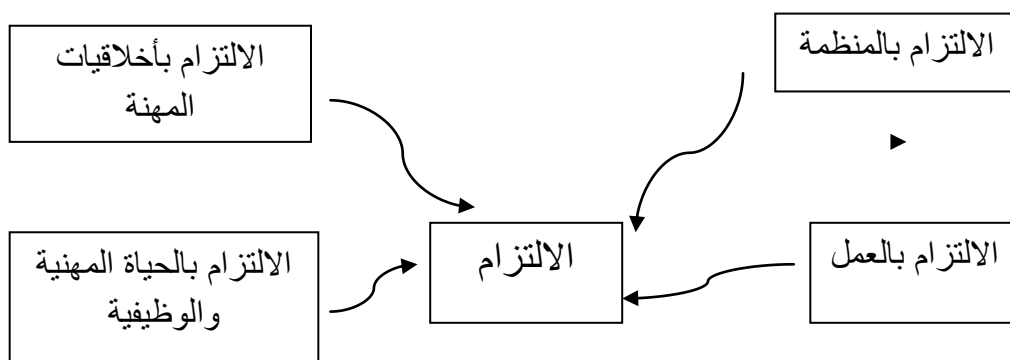 الالتزام بالمنظمة
الالتزام بأخلاقيات
المهنة
الالتزام بالعمل
الالتزام
الالتزام بالحياة المهنية
والوظيفية